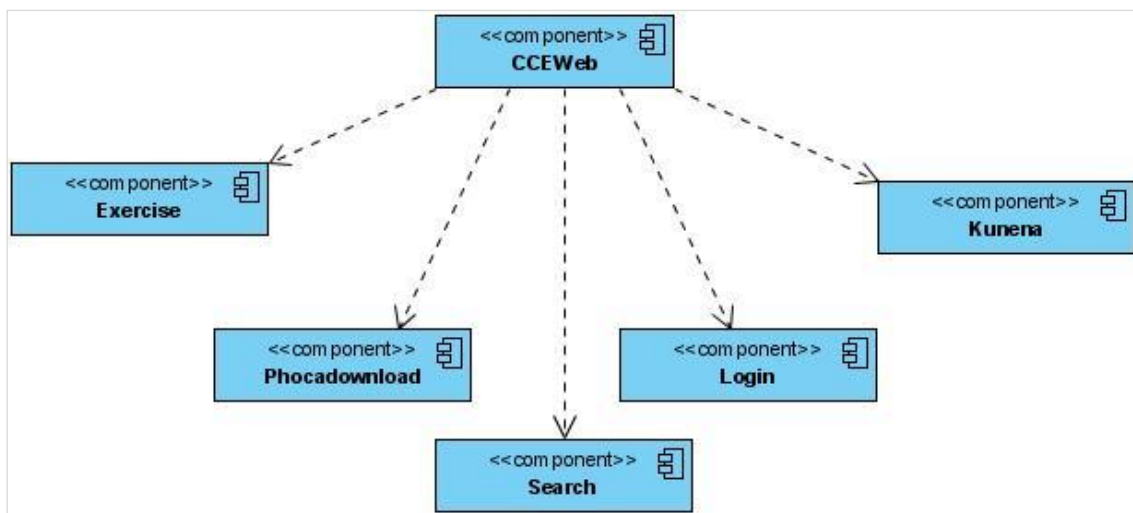 <<component>>
CCEWeb
<<component>>
Exercise
<<component>>
Kunena
<<component>>
Phocadownload
<<component>>
Login
<<component>>
Search